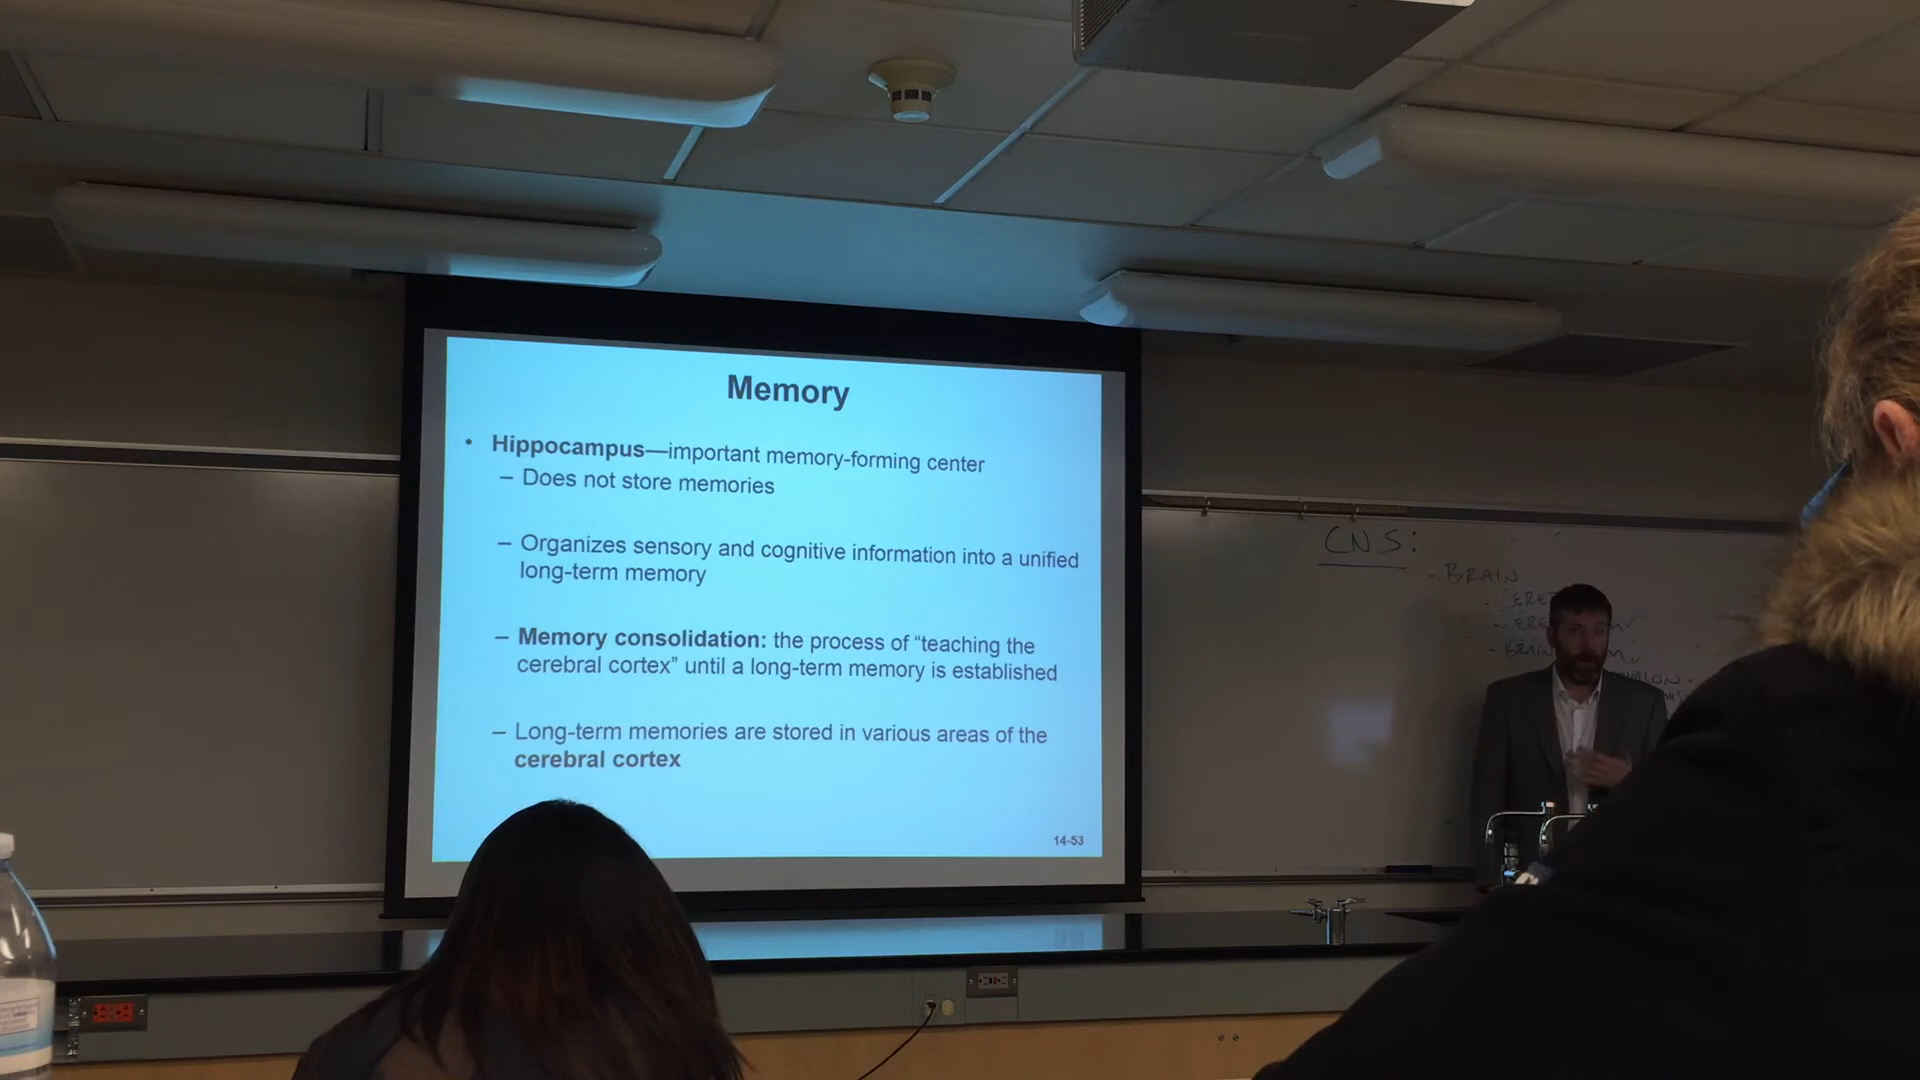 Memory
• Hippocampus—important memory-forming center
– Does not store memories
– Organizes sensory and cognitive information into a unified
long-term memory
– Memory consolidation: the process of “teaching the
cerebral cortex” until a long-term memory is established
– Long-term memories are stored in various areas of the
cerebral cortex
14-53
CNS:
- BRAIN